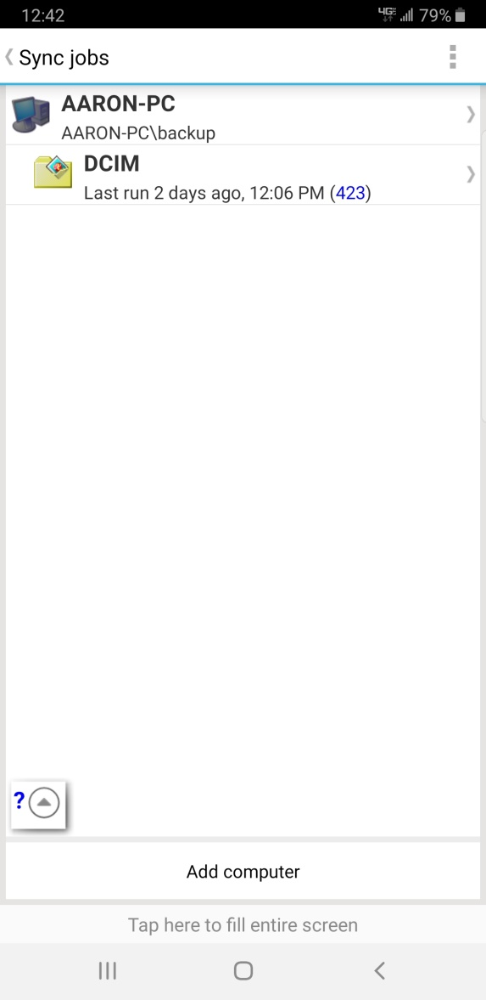 12:42 4GE 79%
Sync jobs
AARON-PC
AARON-PC\backup
DCIM
Last run 2 days ago, 12:06 PM (423)
?
Add computer
Tap here to fill entire screen